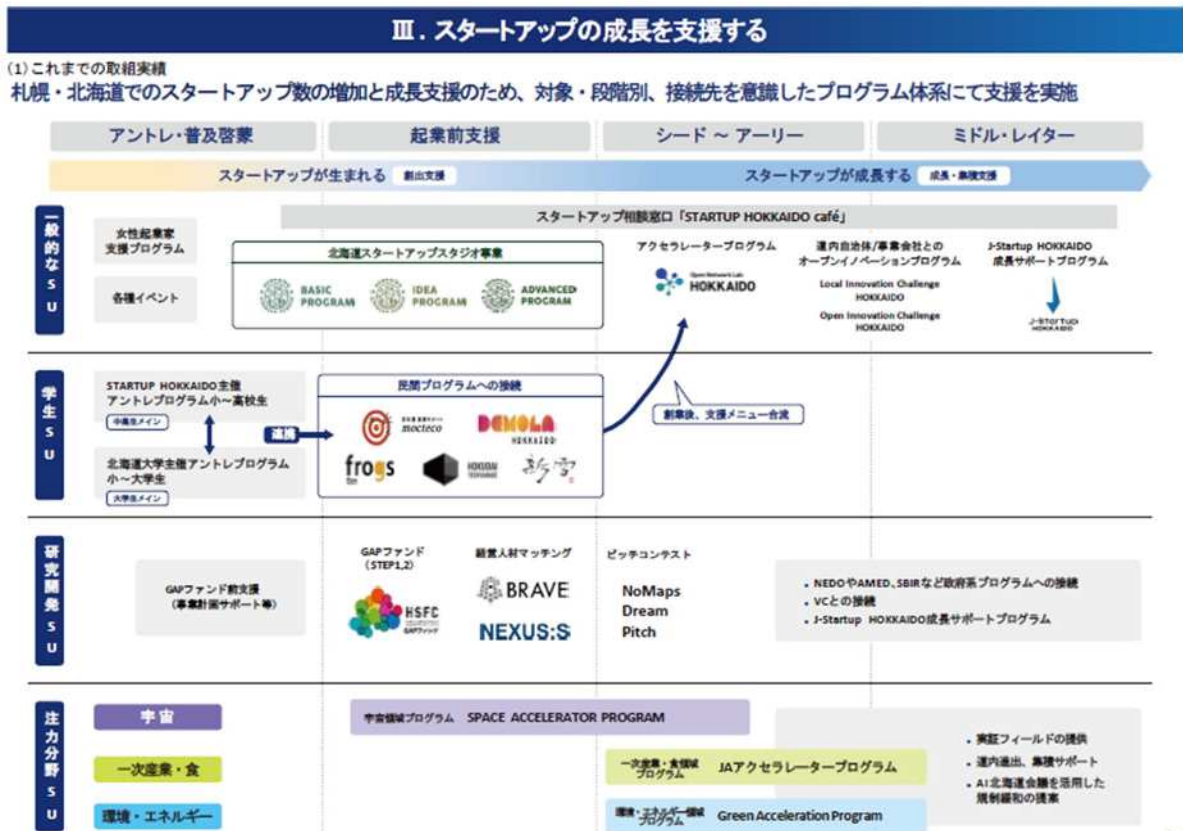 Ⅲ. スタートアップの成長を支援する
(1)これまでの取組実績
札幌・北海道でのスタートアップ数の増加と成長支援のため、対象・段階別、接続先を意識したプログラム体系にて支援を実施
アントレ・普及啓蒙
起業前支援
シード ～ アーリー
ミドル・レイター
スタートアップが生まれる 創出支援
スタートアップが成長する 成長・集積支援
一般的なSU
スタートアップ相談窓口「STARTUP HOKKAIDO café」
女性起業家
支援プログラム
各種イベント
北海道スタートアップスタジオ事業
BASIC
PROGRAM
IDEA
PROGRAM
ADVANCED
PROGRAM
アクセラレータープログラム
Open Network Lab
HOKKAIDO
道内自治体/事業会社との
オープンイノベーションプログラム
Local Innovation Challenge
HOKKAIDO
Open Innovation Challenge
HOKKAIDO
J-Startup HOKKAIDO
成長サポートプログラム
J-Startup
HOKKAIDO
学生SU
STARTUP HOKKAIDO主催
アントレプログラム小～高校生
中高生メイン
北海道大学主催アントレプログラム
小～大学生
大学生メイン
連携
民間プログラムへの接続
mocteco
DEMOLA
HOKKAIDO
frogs
HOKUDAI
創業後、支援メニュー合流
研究開発SU
GAPファンド前支援
（事業計画サポート等）
GAPファンド
(STEP1,2)
HSFC
GAPファンド
経営人材マッチング
BRAVE
NEXUS:S
ピッチコンテスト
NoMaps
Dream
Pitch
• NEDOやAMED、SBIRなど政府系プログラムへの接続
• VCとの接続
• J-Startup HOKKAIDO成長サポートプログラム
注力分野SU
宇宙
宇宙領域プログラム SPACE ACCELERATOR PROGRAM
一次産業・食
一次産業・食領域
プログラム
JAアクセラレータープログラム
環境・エネルギー
環境・エネルギー領域
プログラム
Green Acceleration Program
• 実証フィールドの提供
• 道内進出、集積サポート
• AI北海道会議を活用した
規制緩和の提案